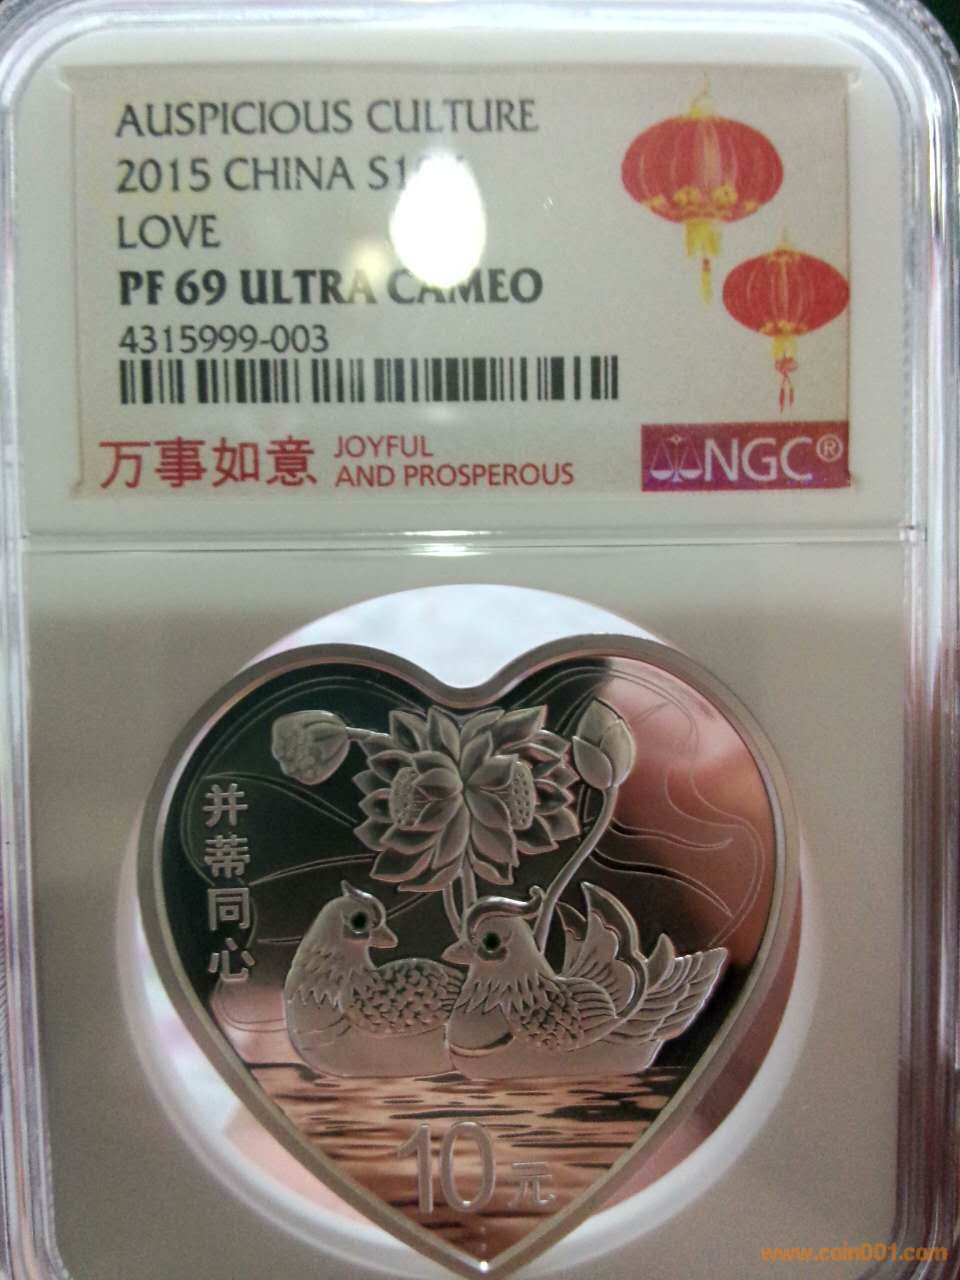 AUSPICIOUS CULTURE
2015 CHINA
LOVE
PF 69 ULTRA CAMEO
4315999-003
万事如意 JOYFUL
AND PROSPEROUS
NGC®
并蒂同心
10元
www.coin001.com